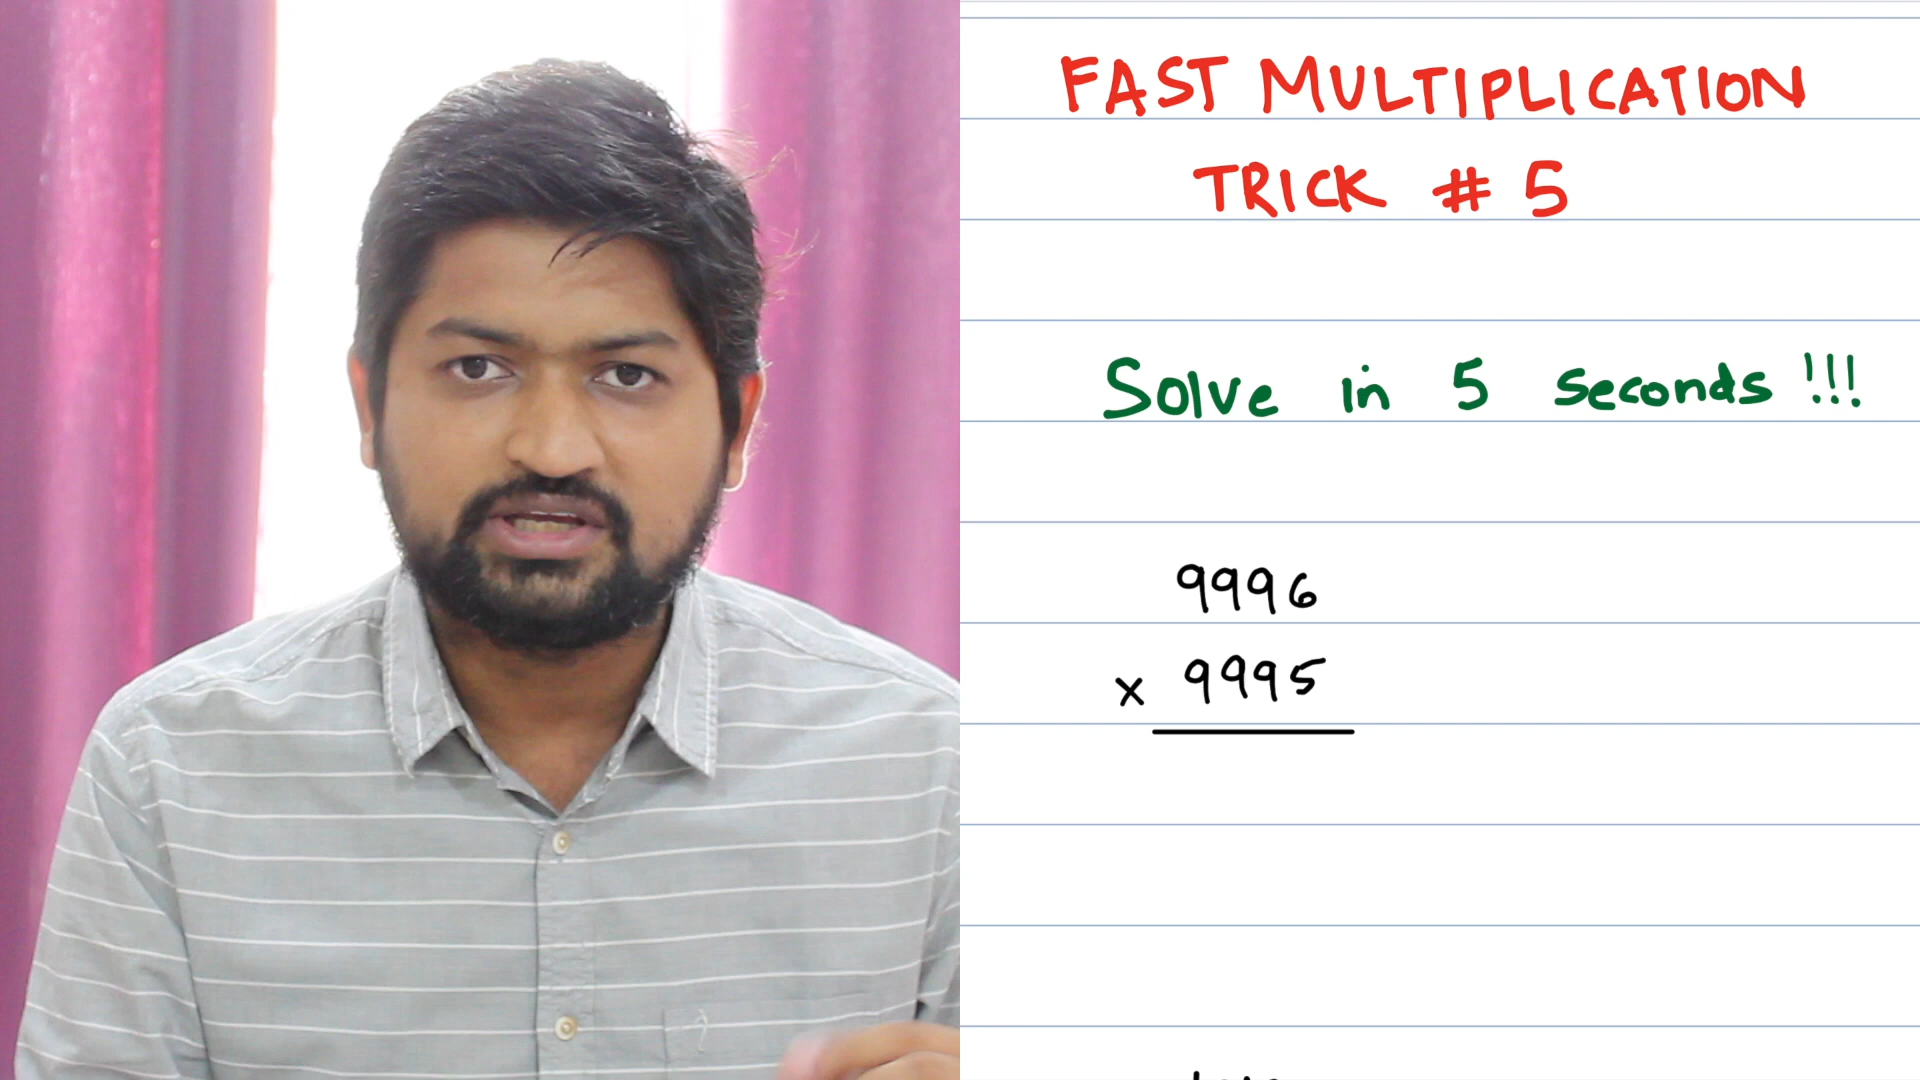 FAST MULTIPLICATION
TRICK # 5
Solve in 5 seconds!!!
9996
x 9995